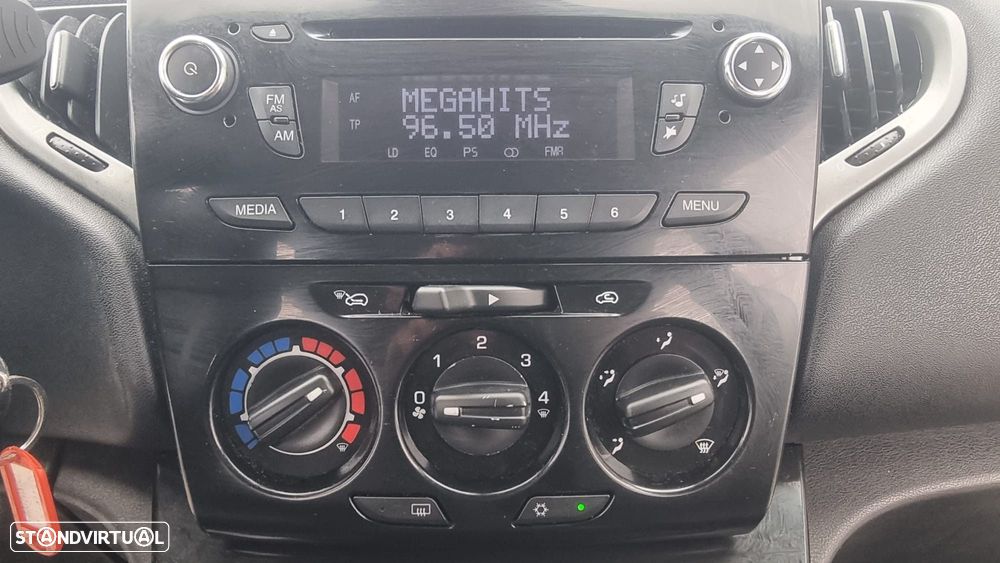 FM
AS
AM
AF
TP
MEGAHITS
96.50 MHz
LD EQ PS FMA
MEDIA
1 2 3 4 5 6
MENU
0 1 2 3 4
STANDVIRTUAL